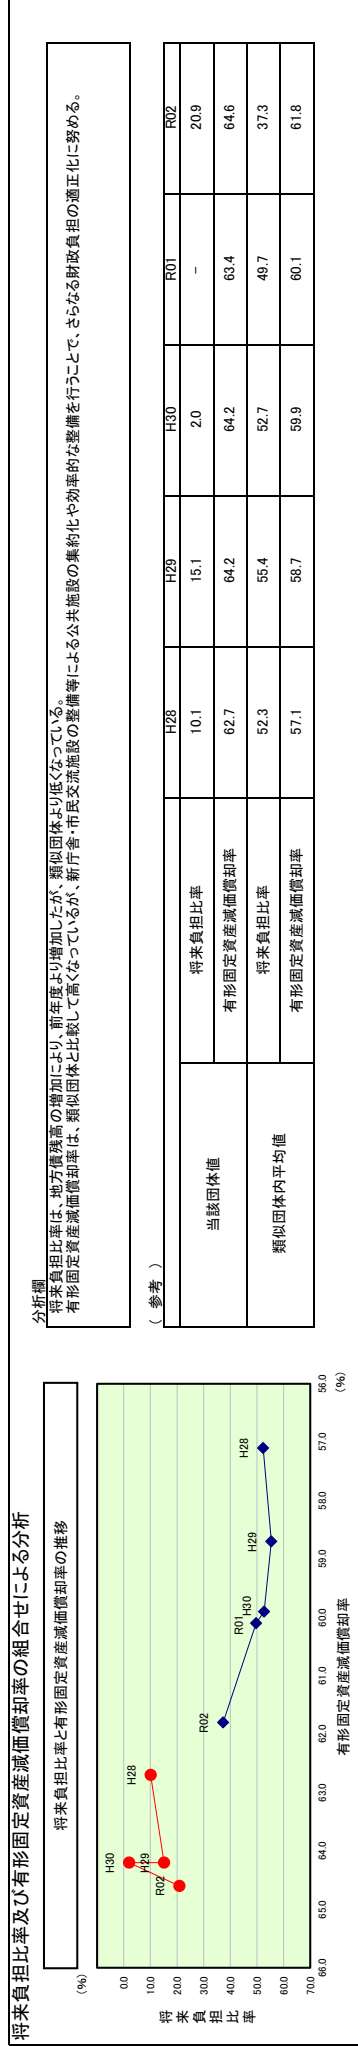 将来負担比率及び有形固定資産減価償却率の組合せによる分析
将来負担比率と有形固定資産減価償却率の推移
(%)
将来負担比率
0.0
10.0
20.0
30.0
40.0
50.0
60.0
70.0
66.0 65.0 64.0 63.0 62.0 61.0 60.0 59.0 58.0 57.0 56.0
(%)
有形固定資産減価償却率
H30
H29
R02
H28
R02
R01
H30
H29
H28
分析欄
将来負担比率は、地方債残高の増加により、前年度より増加したが、類似団体より低くなっている。
有形固定資産減価償却率は、類似団体と比較して高くなっているが、新庁舎・市民交流施設の整備等による公共施設の集約化や効率的な整備を行うことで、さらなる財政負担の適正化に努める。
（ 参考 ）
H28 H29 H30 R01 R02
当該団体値 将来負担比率 10.1 15.1 2.0 - 20.9
有形固定資産減価償却率 62.7 64.2 64.2 63.4 64.6
類似団体内平均値 将来負担比率 52.3 55.4 52.7 49.7 37.3
有形固定資産減価償却率 57.1 58.7 59.9 60.1 61.8